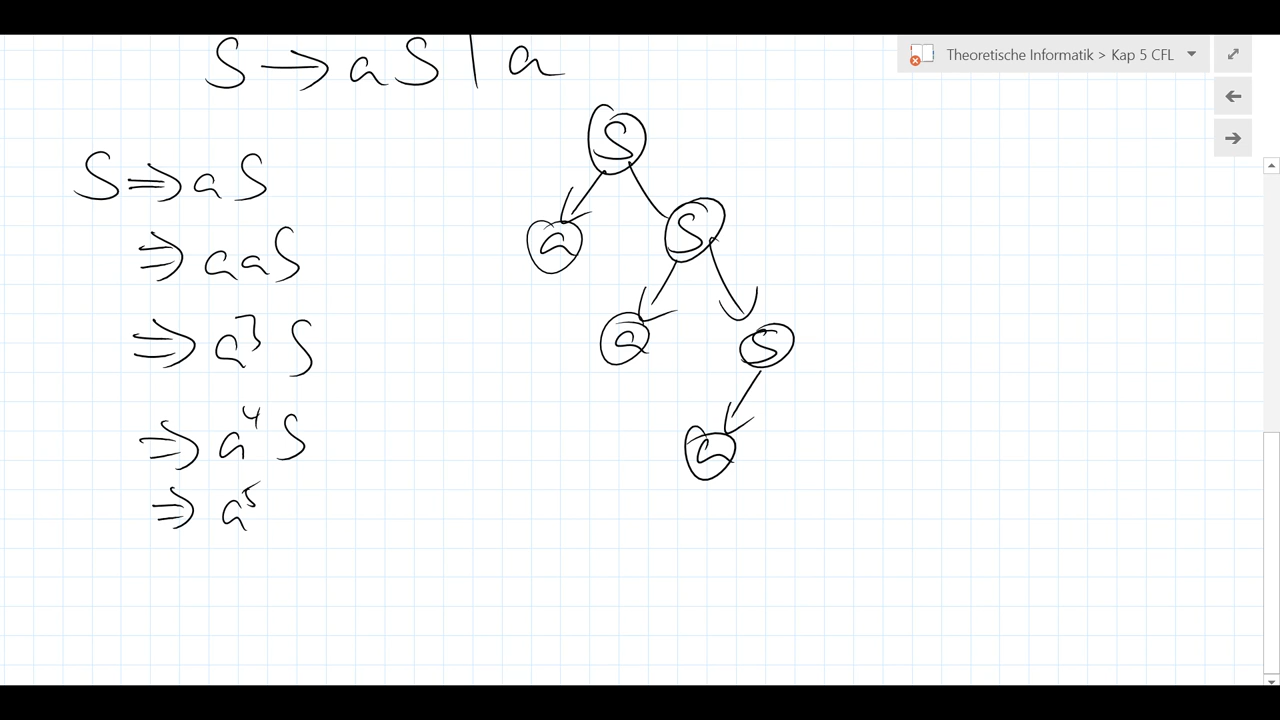 S → aS | a
Theoretische Informatik > Kap 5 CFL
S ⇒ aS
⇒ aaS
⇒ a³ S
⇒ a⁴ S
⇒ a⁵
S
a S
a S
a